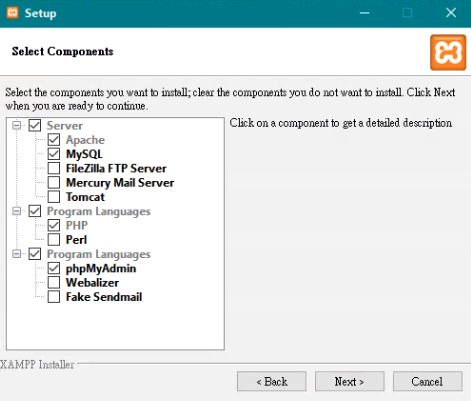 Setup
Select Components
Select the components you want to install; clear the components you do not want to install. Click Next
when you are ready to continue.
Server
Apache
MySQL
FileZilla FTP Server
Mercury Mail Server
Tomcat
Program Languages
PHP
Perl
Program Languages
phpMyAdmin
Webalizer
Fake Sendmail
Click on a component to get a detailed description
XAMPP Installer
< Back
Next >
Cancel